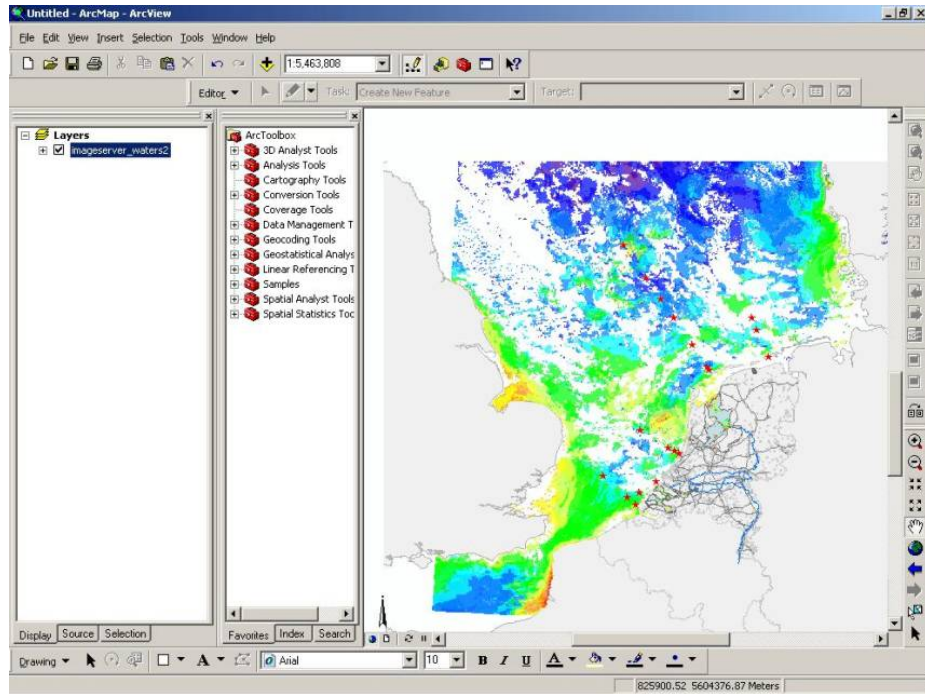 Untitled - ArcMap - ArcView
File Edit View Insert Selection Tools Window Help
1:5,463,808
Editor Task: Create New Feature Target:
Layers
imageserver_waters2
ArcToolbox
3D Analyst Tools
Analysis Tools
Cartography Tools
Conversion Tools
Coverage Tools
Data Management T
Geocoding Tools
Geostatistical Analys
Linear Referencing T
Samples
Spatial Analyst Tools
Spatial Statistics Too
Display Source Selection
Favorites Index Search
Drawing A Arial 10 B I U A
825900.52 5604376.87 Meters